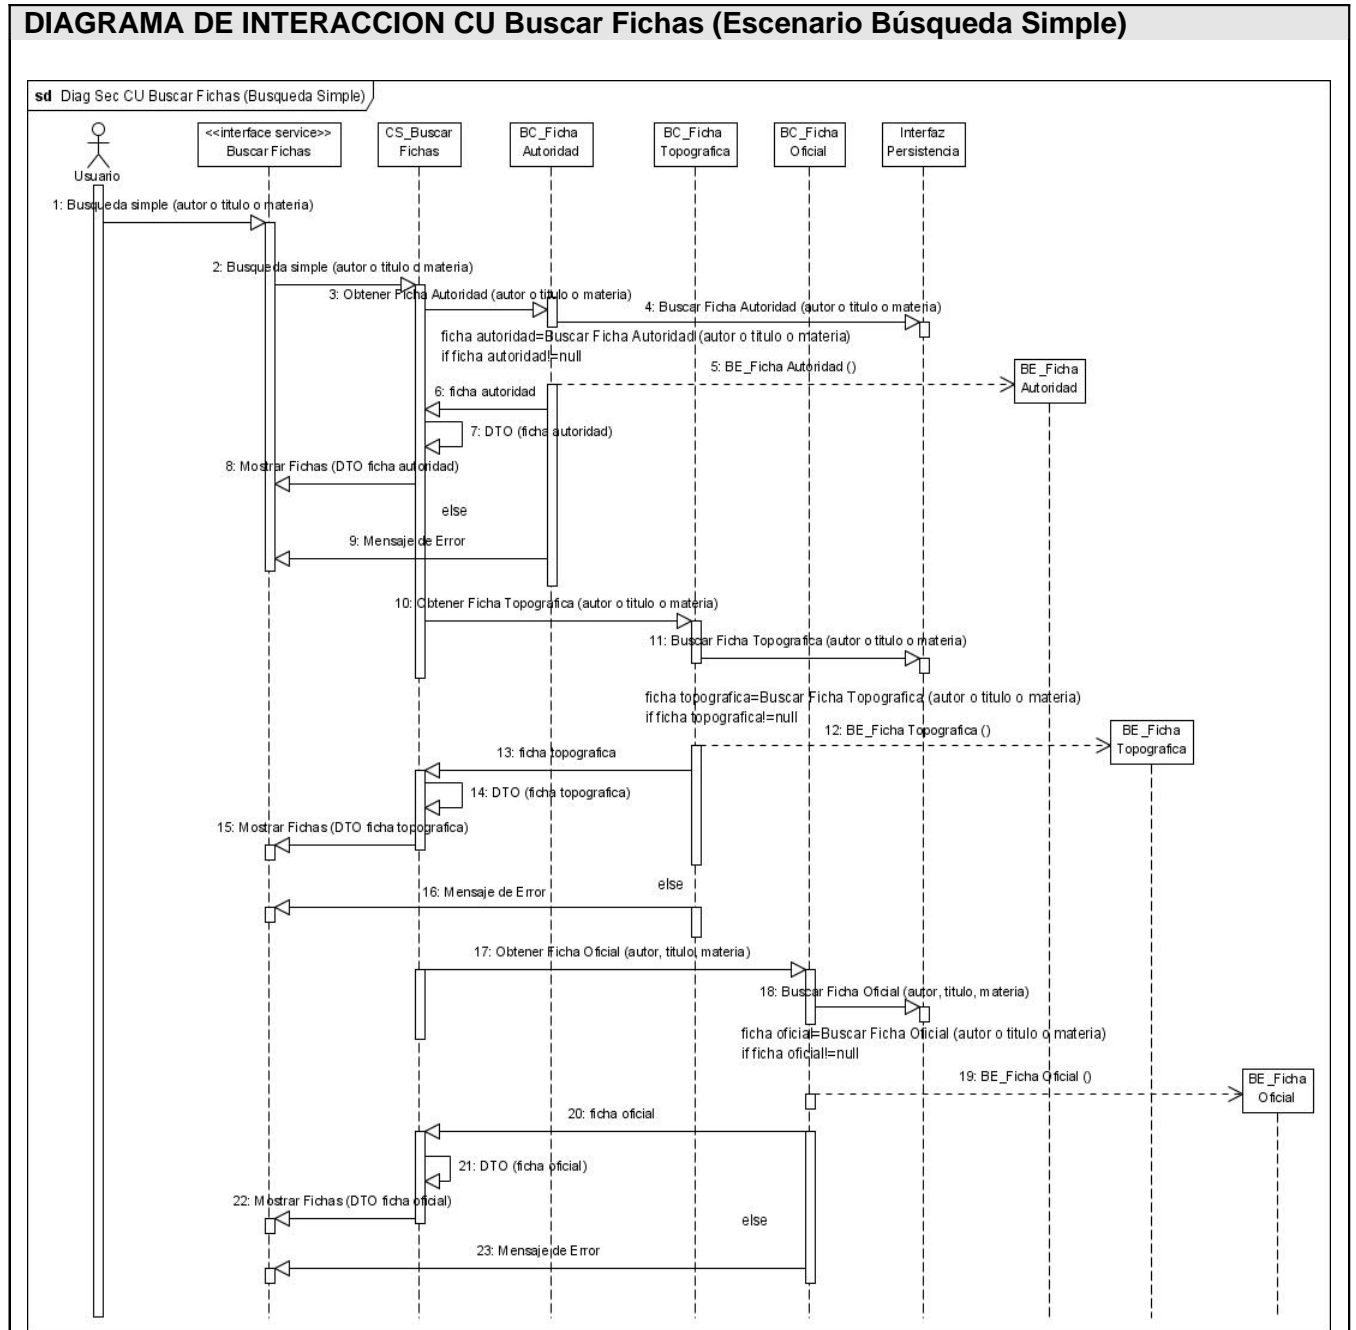 DIAGRAMA DE INTERACCION CU Buscar Fichas (Escenario Búsqueda Simple)
sd Diag Sec CU Buscar Fichas (Busqueda Simple)
Usuario
<<interface service>>
Buscar Fichas
CS_Buscar
Fichas
BC_Ficha
Autoridad
BC_Ficha
Topografica
BC_Ficha
Oficial
Interfaz
Persistencia
1: Busqueda simple (autor o titulo o materia)
2: Busqueda simple (autor o titulo o materia)
3: Obtener Ficha Autoridad (autor o titulo o materia)
4: Buscar Ficha Autoridad (autor o titulo o materia)
ficha autoridad=Buscar Ficha Autoridad (autor o titulo o materia)
if ficha autoridad!=null
5: BE_Ficha Autoridad ()
BE_Ficha
Autoridad
6: ficha autoridad
7: DTO (ficha autoridad)
8: Mostrar Fichas (DTO ficha autoridad)
else
9: Mensaje de Error
10: Obtener Ficha Topografica (autor o titulo o materia)
11: Buscar Ficha Topografica (autor o titulo o materia)
ficha topografica=Buscar Ficha Topografica (autor o titulo o materia)
if ficha topografica!=null
12: BE_Ficha Topografica ()
BE_Ficha
Topografica
13: ficha topografica
14: DTO (ficha topografica)
15: Mostrar Fichas (DTO ficha topografica)
else
16: Mensaje de Error
17: Obtener Ficha Oficial (autor, titulo, materia)
18: Buscar Ficha Oficial (autor, titulo, materia)
ficha oficial=Buscar Ficha Oficial (autor o titulo o materia)
if ficha oficial!=null
19: BE_Ficha Oficial ()
BE_Ficha
Oficial
20: ficha oficial
21: DTO (ficha oficial)
22: Mostrar Fichas (DTO ficha oficial)
else
23: Mensaje de Error